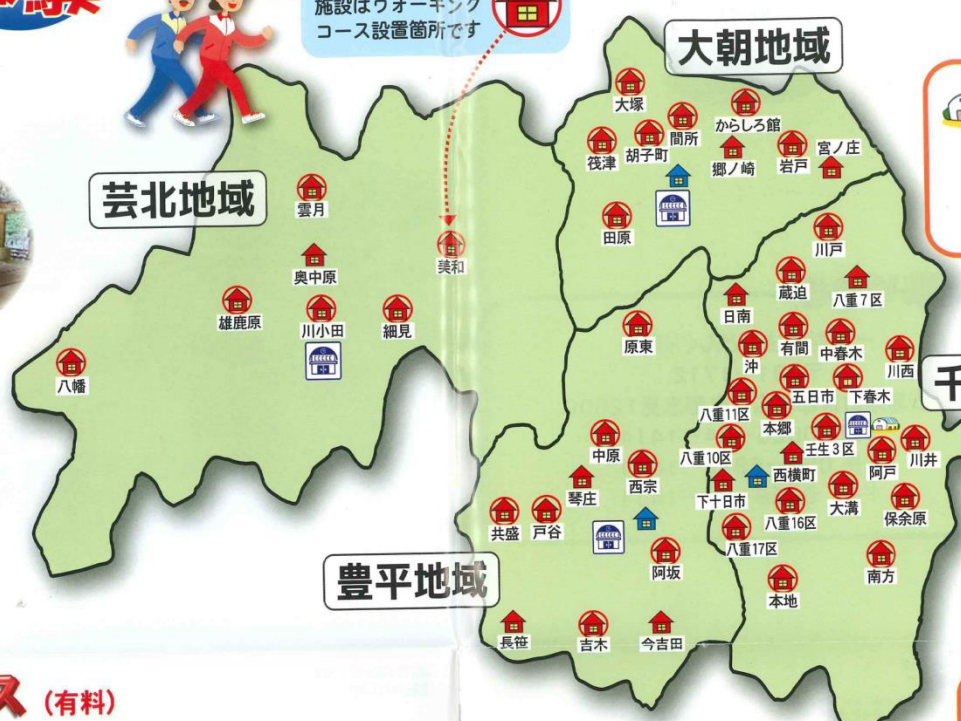 施設はウオーキング
コース設置箇所です
大朝地域
大塚
からしろ館
間所
胡子町
筏津
郷ノ崎
岩戸
宮ノ庄
田原
芸北地域
雲月
奥中原
美和
雄鹿原
川小田
細見
八幡
川戸
蔵迫
八重7区
日南
有間
中春木
沖
川西
千
五日市
下春木
八重11区
本郷
壬生3区
八重10区
西横町
阿戸
川井
下十日市
大溝
八重16区
保余原
八重17区
南方
本地
原東
中原
西宗
琴庄
共盛
戸谷
阿坂
豊平地域
長笹
吉木
今吉田
ス(有料)